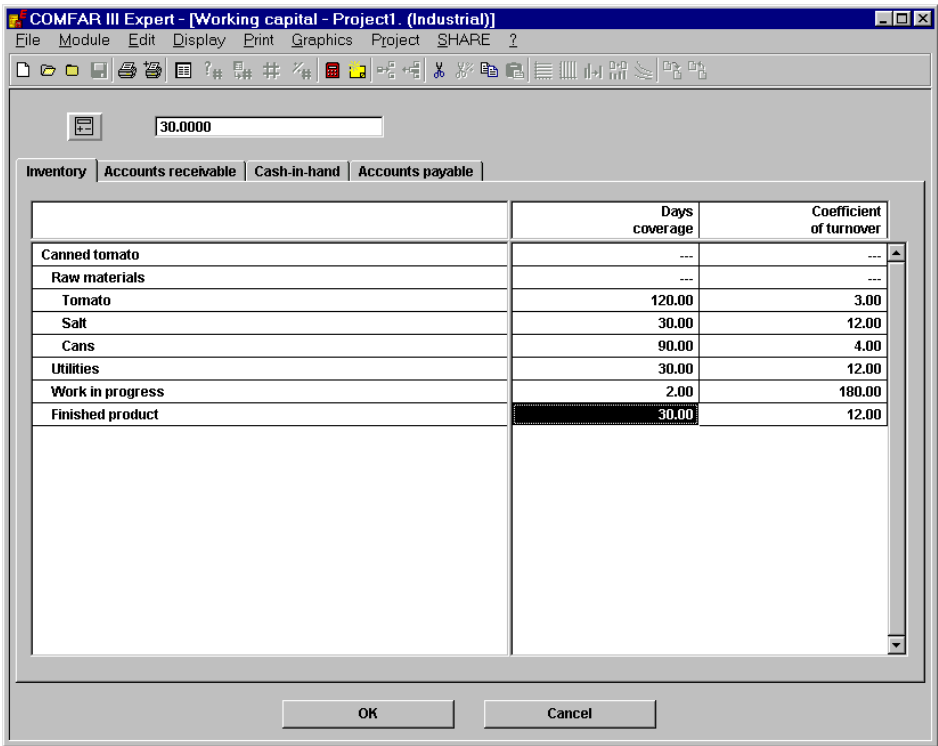 COMFAR III Expert - [Working capital - Project1. (Industrial)]
File Module Edit Display Print Graphics Project SHARE ?
30.0000
Inventory Accounts receivable Cash-in-hand Accounts payable
Days coverage Coefficient of turnover
Canned tomato --- ---
Raw materials --- ---
Tomato 120.00 3.00
Salt 30.00 12.00
Cans 90.00 4.00
Utilities 30.00 12.00
Work in progress 2.00 180.00
Finished product 30.00 12.00
OK Cancel